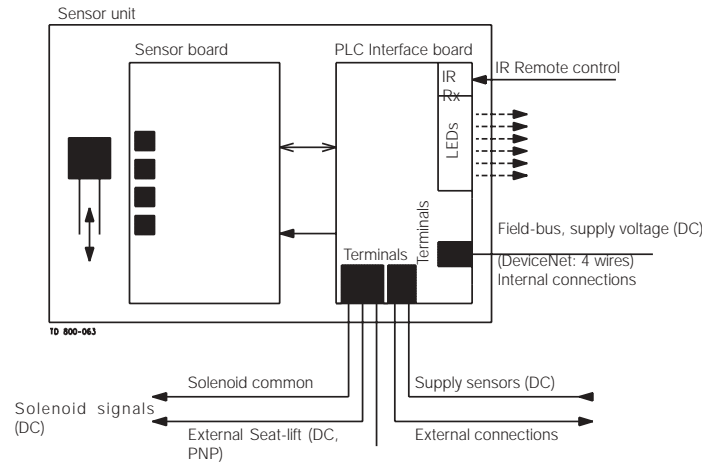 Sensor unit
Sensor board
PLC Interface board
IR
Rx
IR Remote control
LEDs
Terminals
Field-bus, supply voltage (DC)
(DeviceNet: 4 wires)
Internal connections
Terminals
TD 800-063
Solenoid common
Supply sensors (DC)
Solenoid signals
(DC)
External Seat-lift (DC,
PNP)
External connections